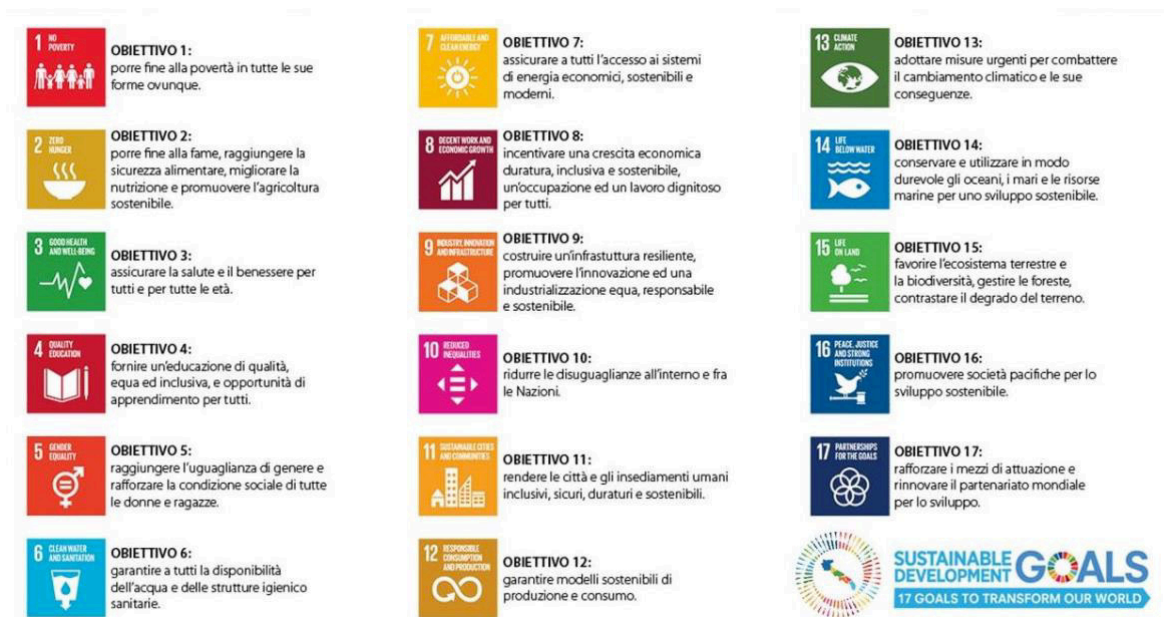 1 NO
POVERTY
OBIETTIVO 1:
porre fine alla povertà in tutte le sue
forme ovunque.
2 ZERO
HUNGER
OBIETTIVO 2:
porre fine alla fame, raggiungere la
sicurezza alimentare, migliorare la
nutrizione e promuovere l'agricoltura
sostenibile.
3 GOOD HEALTH
AND WELL-BEING
OBIETTIVO 3:
assicurare la salute e il benessere per
tutti e per tutte le età.
4 QUALITY
EDUCATION
OBIETTIVO 4:
fornire un'educazione di qualità,
equa ed inclusiva, e opportunità di
apprendimento per tutti.
5 GENDER
EQUALITY
OBIETTIVO 5:
raggiungere l'uguaglianza di genere e
rafforzare la condizione sociale di tutte
le donne e ragazze.
6 CLEAN WATER
AND SANITATION
OBIETTIVO 6:
garantire a tutti la disponibilità
dell'acqua e delle strutture igienico
sanitarie.
7 AFFORDABLE AND
CLEAN ENERGY
OBIETTIVO 7:
assicurare a tutti l'accesso ai sistemi
di energia economici, sostenibili e
moderni.
8 DECENT WORK AND
ECONOMIC GROWTH
OBIETTIVO 8:
incentivare una crescita economica
duratura, inclusiva e sostenibile,
un'occupazione ed un lavoro dignitoso
per tutti.
9 INDUSTRY, INNOVATION
AND INFRASTRUCTURE
OBIETTIVO 9:
costruire un'infrastuttura resiliente,
promuovere l'innovazione ed una
industrializzazione equa, responsabile
e sostenibile.
10 REDUCED
INEQUALITIES
OBIETTIVO 10:
ridurre le disuguaglianze all'interno e fra
le Nazioni.
11 SUSTAINABLE CITIES
AND COMMUNITIES
OBIETTIVO 11:
rendere le città e gli insediamenti umani
inclusivi, sicuri, duraturi e sostenibili.
12 RESPONSIBLE
CONSUMPTION
AND PRODUCTION
OBIETTIVO 12:
garantire modelli sostenibili di
produzione e consumo.
13 CLIMATE
ACTION
OBIETTIVO 13:
adottare misure urgenti per combattere
il cambiamento climatico e le sue
conseguenze.
14 LIFE
BELOW WATER
OBIETTIVO 14:
conservare e utilizzare in modo
durevole gli oceani, i mari e le risorse
marine per uno sviluppo sostenibile.
15 LIFE
ON LAND
OBIETTIVO 15:
favorire l'ecosistema terrestre e
la biodiversità, gestire le foreste,
contrastare il degrado del terreno.
16 PEACE, JUSTICE
AND STRONG
INSTITUTIONS
OBIETTIVO 16:
promuovere società pacifiche per lo
sviluppo sostenibile.
17 PARTNERSHIPS
FOR THE GOALS
OBIETTIVO 17:
rafforzare i mezzi di attuazione e
rinnovare il partenariato mondiale
per lo sviluppo.
SUSTAINABLE
DEVELOPMENT GOALS
17 GOALS TO TRANSFORM OUR WORLD